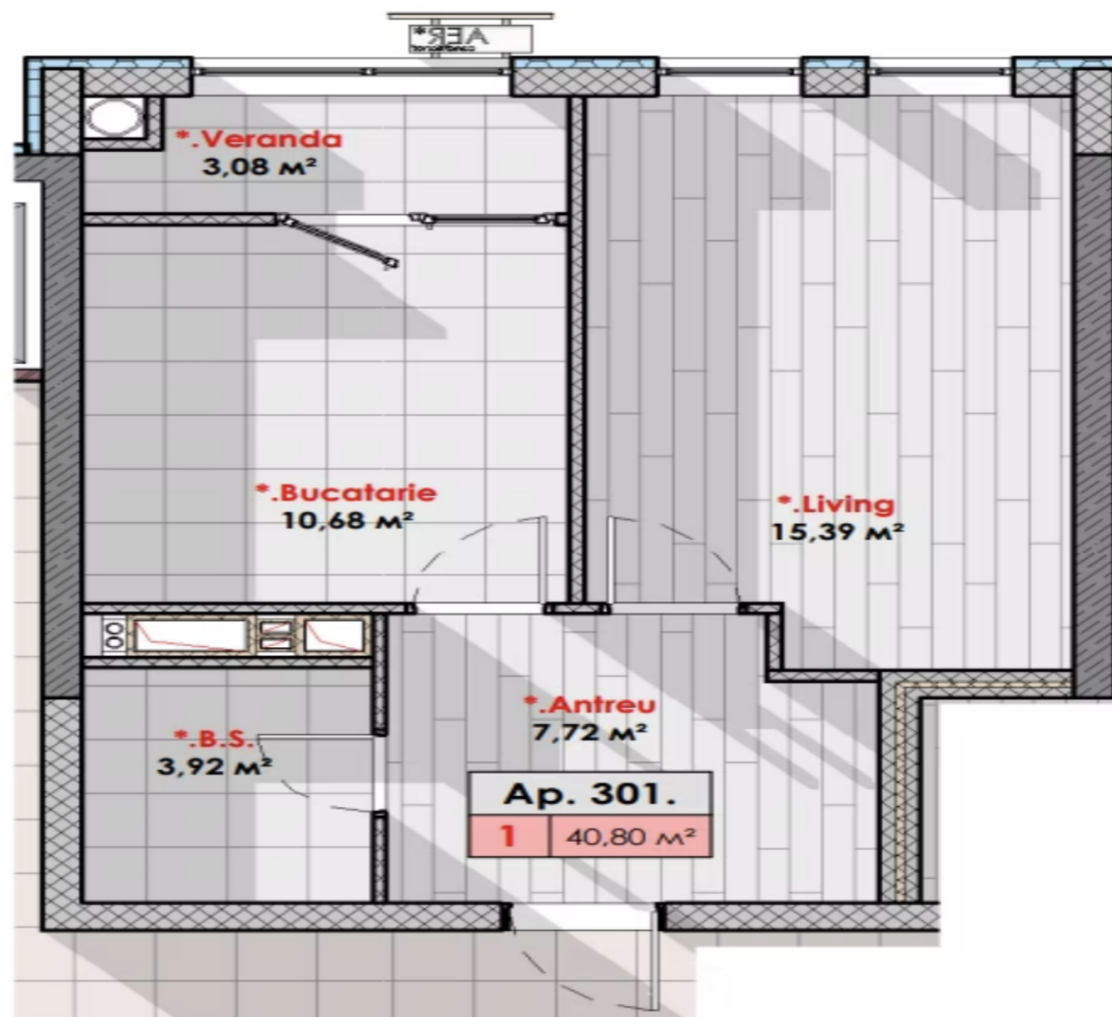 AER*
*.Veranda
3,08 м²
*.Bucatarie
10,68 м²
*.Living
15,39 м²
*.Antreu
7,72 м²
*.B.S.
3,92 м²
Ap. 301.
1 40,80 м²